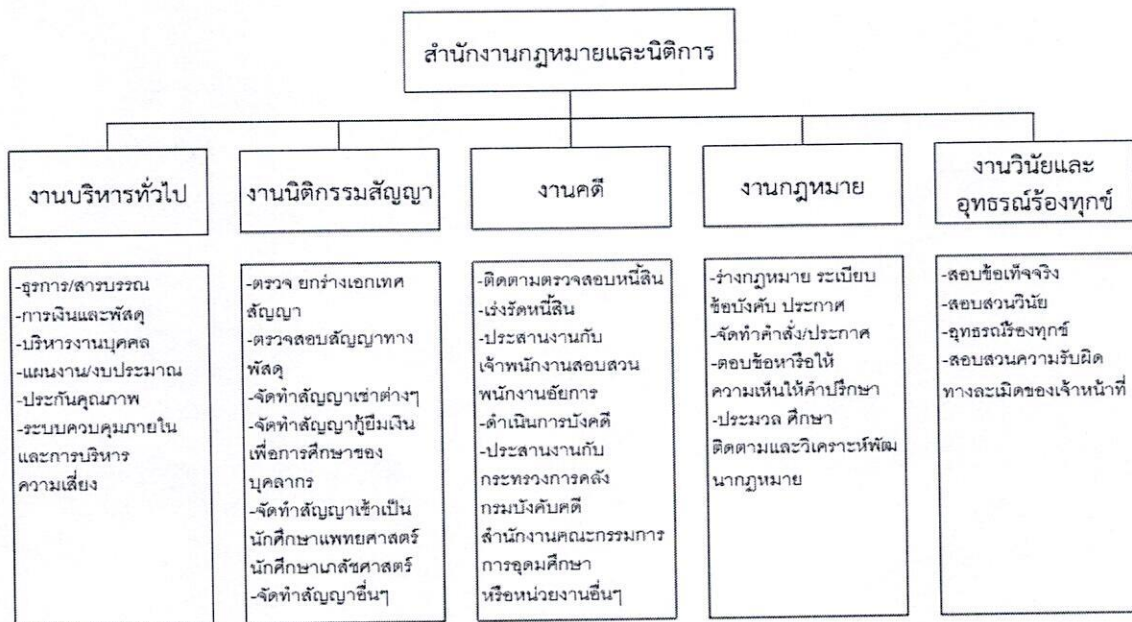 สำนักงานกฎหมายและนิติการ
งานบริหารทั่วไป
งานนิติกรรมสัญญา
งานคดี
งานกฎหมาย
งานวินัยและ
อุทธรณ์ร้องทุกข์
-ธุรการ/สารบรรณ
-การเงินและพัสดุ
-บริหารงานบุคคล
-แผนงาน/งบประมาณ
-ประกันคุณภาพ
-ระบบควบคุมภายใน
และการบริหาร
ความเสี่ยง
-ตรวจ ยกร่างเอกเทศ
สัญญา
-ตรวจสอบสัญญาทาง
พัสดุ
-จัดทำสัญญาเช่าต่างๆ
-จัดทำสัญญากู้ยืมเงิน
เพื่อการศึกษาของ
บุคลากร
-จัดทำสัญญาเข้าเป็น
นักศึกษาแพทยศาสตร์
นักศึกษาเภสัชศาสตร์
-จัดทำสัญญาอื่นๆ
-ติดตามตรวจสอบหนี้สิน
-เร่งรัดหนี้สิน
-ประสานงานกับ
เจ้าพนักงานสอบสวน
พนักงานอัยการ
-ดำเนินการบังคดี
-ประสานงานกับ
กระทรวงการคลัง
กรมบังคับคดี
สำนักงานคณะกรรมการ
การอุดมศึกษา
หรือหน่วยงานอื่นๆ
-ร่างกฎหมาย ระเบียบ
ข้อบังคับ ประกาศ
-จัดทำคำสั่ง/ประกาศ
-ตอบข้อหารือให้
ความเห็นให้คำปรึกษา
-ประมวล ศึกษา
ติดตามและวิเคราะห์พัฒ
นากฎหมาย
-สอบข้อเท็จจริง
-สอบสวนวินัย
-อุทธรณ์ร้องทุกข์
-สอบสวนความรับผิด
ทางละเมิดของเจ้าหน้าที่